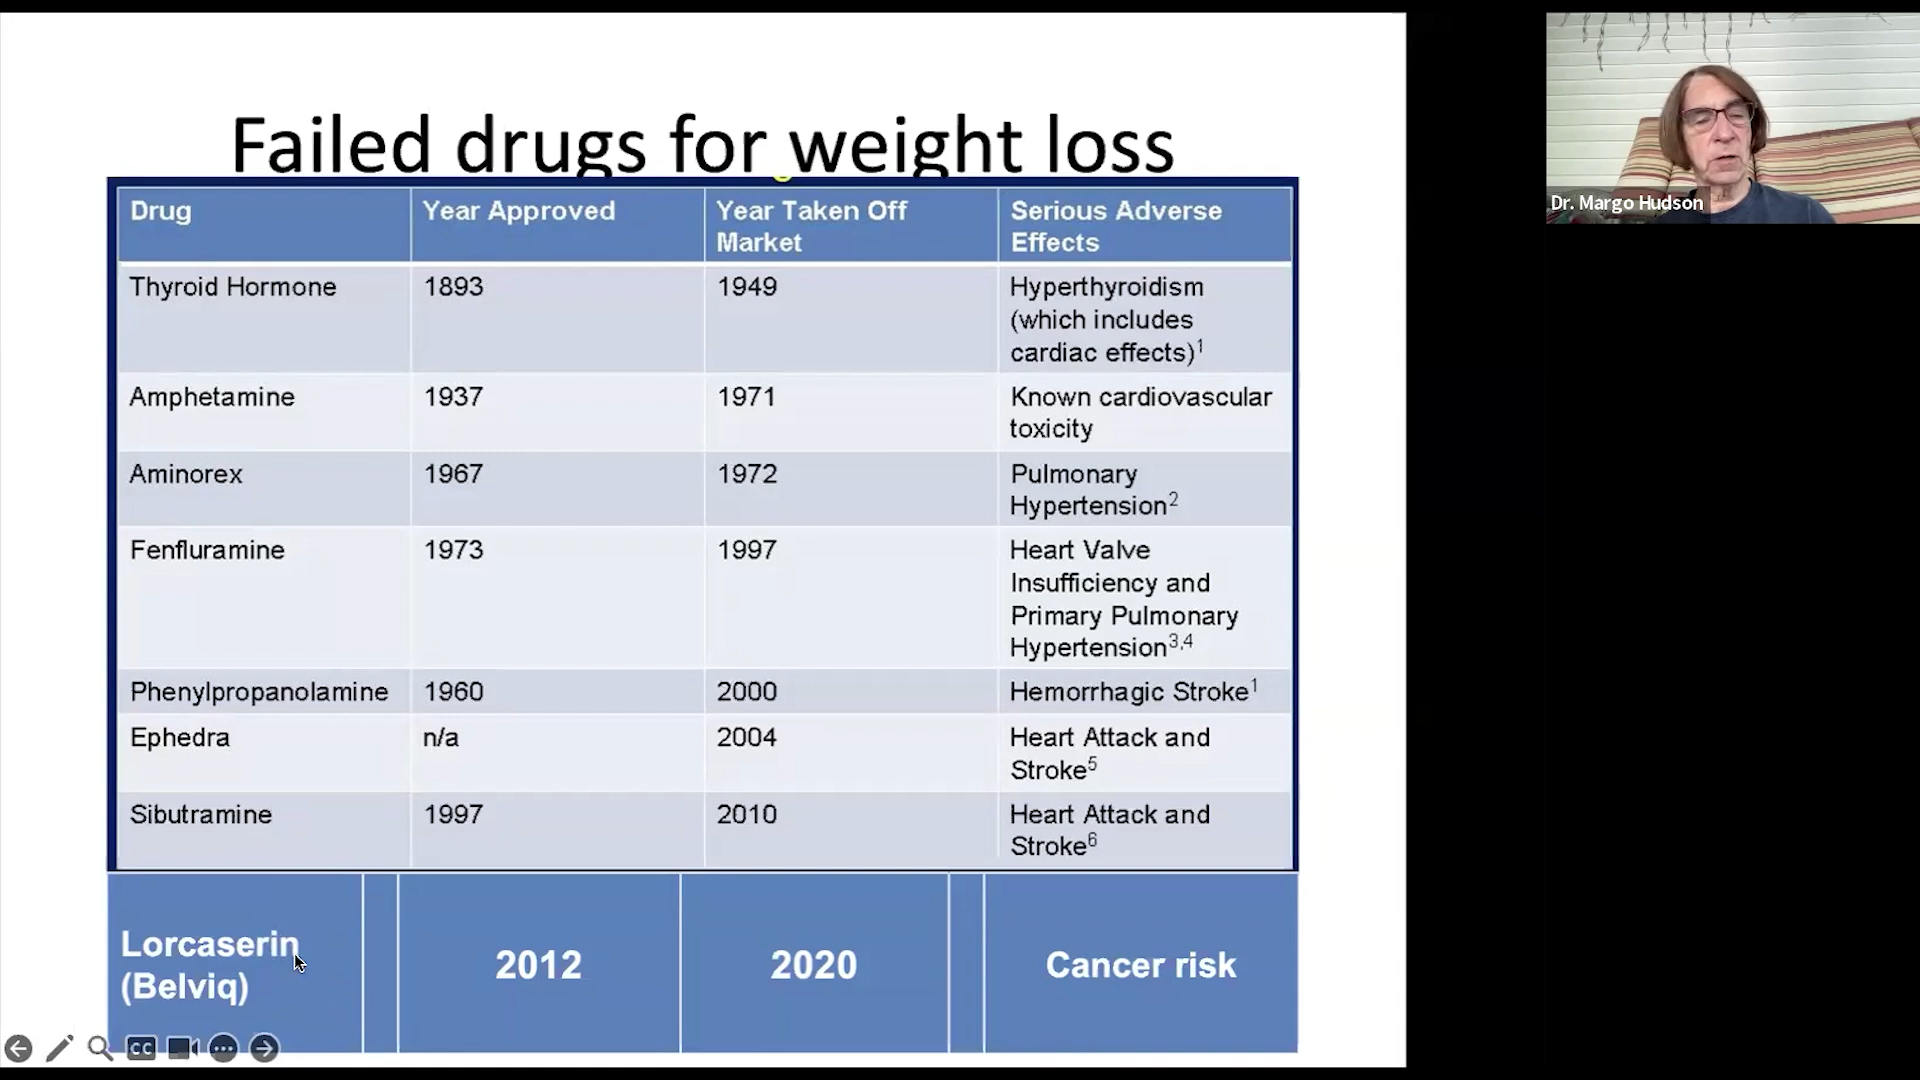 Failed drugs for weight loss
Drug Year Approved Year Taken Off Market Serious Adverse Effects
Thyroid Hormone 1893 1949 Hyperthyroidism (which includes cardiac effects)1
Amphetamine 1937 1971 Known cardiovascular toxicity
Aminorex 1967 1972 Pulmonary Hypertension2
Fenfluramine 1973 1997 Heart Valve Insufficiency and Primary Pulmonary Hypertension3,4
Phenylpropanolamine 1960 2000 Hemorrhagic Stroke1
Ephedra n/a 2004 Heart Attack and Stroke5
Sibutramine 1997 2010 Heart Attack and Stroke6
Lorcaserin (Belviq) 2012 2020 Cancer risk
CC
Dr. Margo Hudson